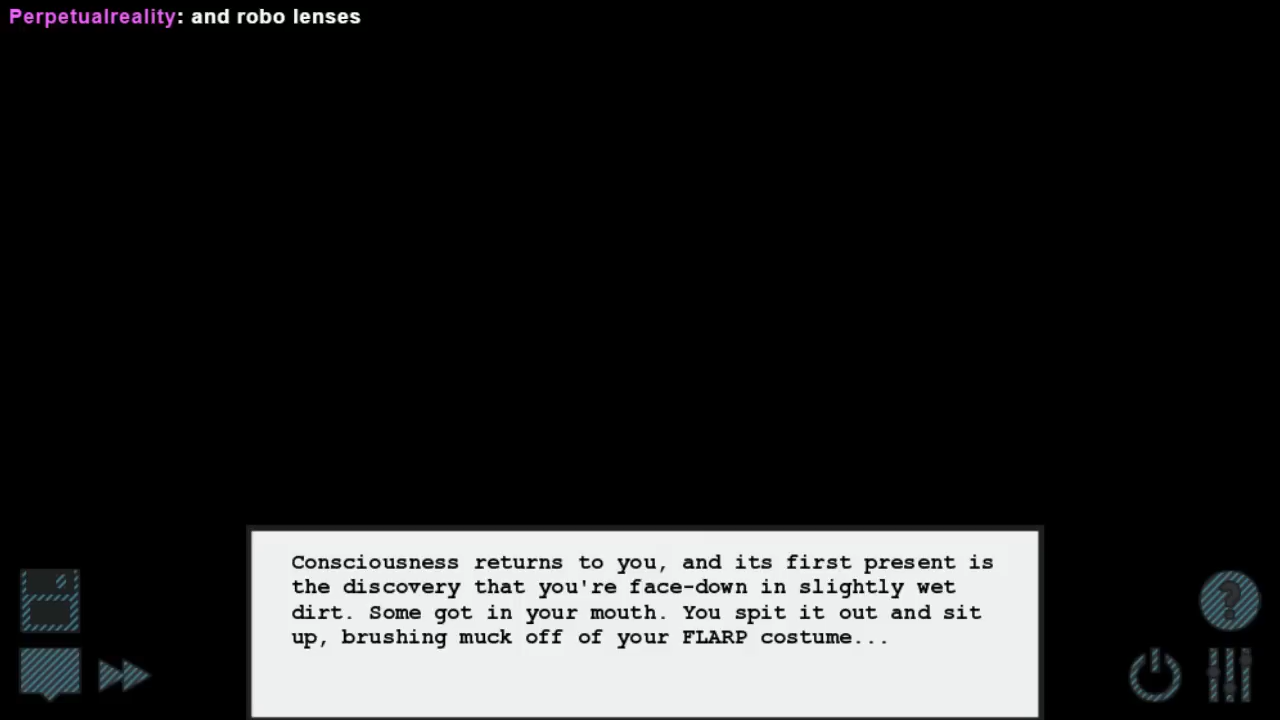 Perpetualreality: and robo lenses
Consciousness returns to you, and its first present is
the discovery that you're face-down in slightly wet
dirt. Some got in your mouth. You spit it out and sit
up, brushing muck off of your FLARP costume...
?